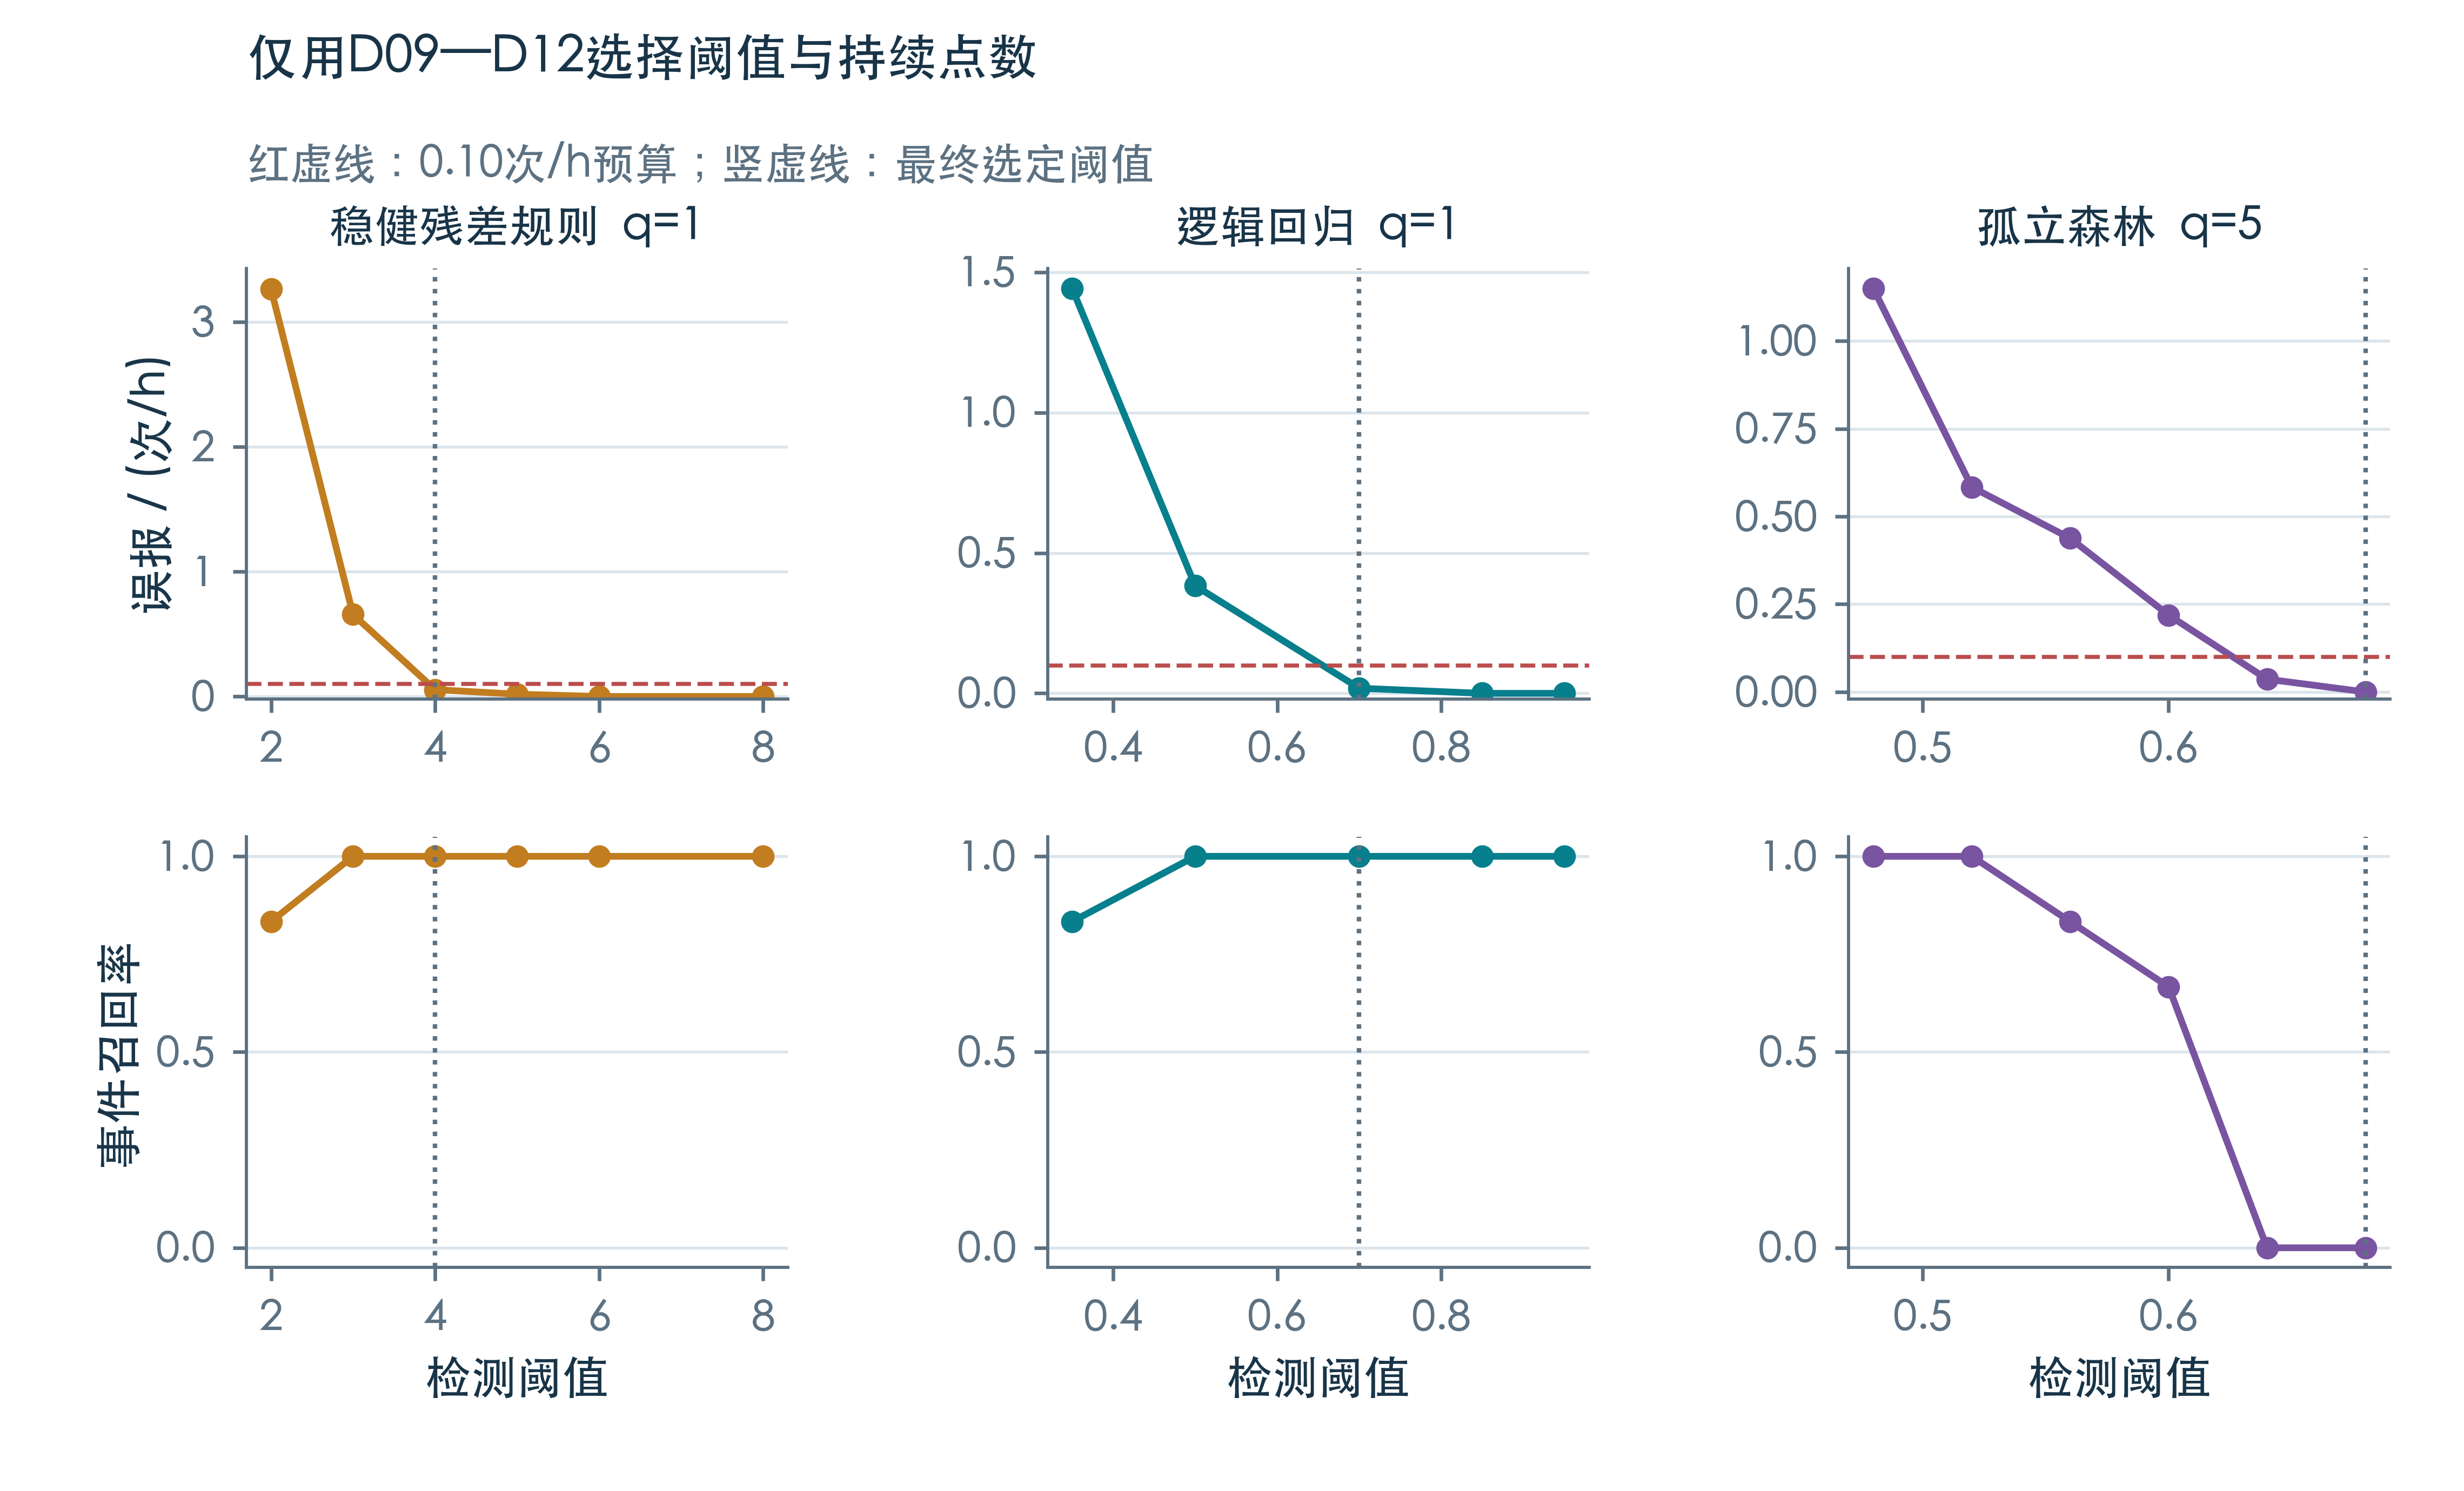 仅用D09—D12选择阈值与持续点数
红虚线：0.10次/h预算；竖虚线：最终选定阈值
稳健残差规则 q=1
逻辑回归 q=1
孤立森林 q=5
误报 / (次/h)
3
2
1
0
2 4 6 8
1.5
1.0
0.5
0.0
0.4 0.6 0.8
1.00
0.75
0.50
0.25
0.00
0.5 0.6
事件召回率
1.0
0.5
0.0
2 4 6 8
检测阈值
1.0
0.5
0.0
0.4 0.6 0.8
检测阈值
1.0
0.5
0.0
0.5 0.6
检测阈值